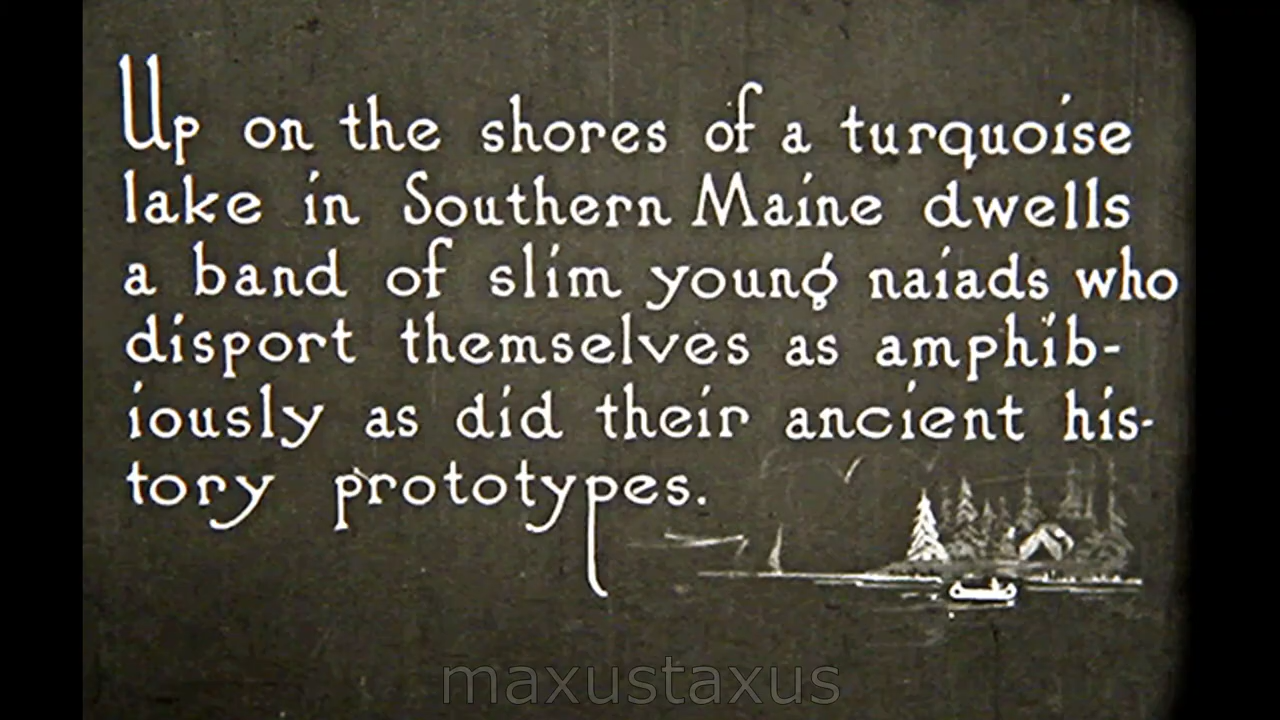 Up on the shores of a turquoise
lake in Southern Maine dwells
a band of slim young naiads who
disport themselves as amphib-
iously as did their ancient his-
tory prototypes.
maxustaxus